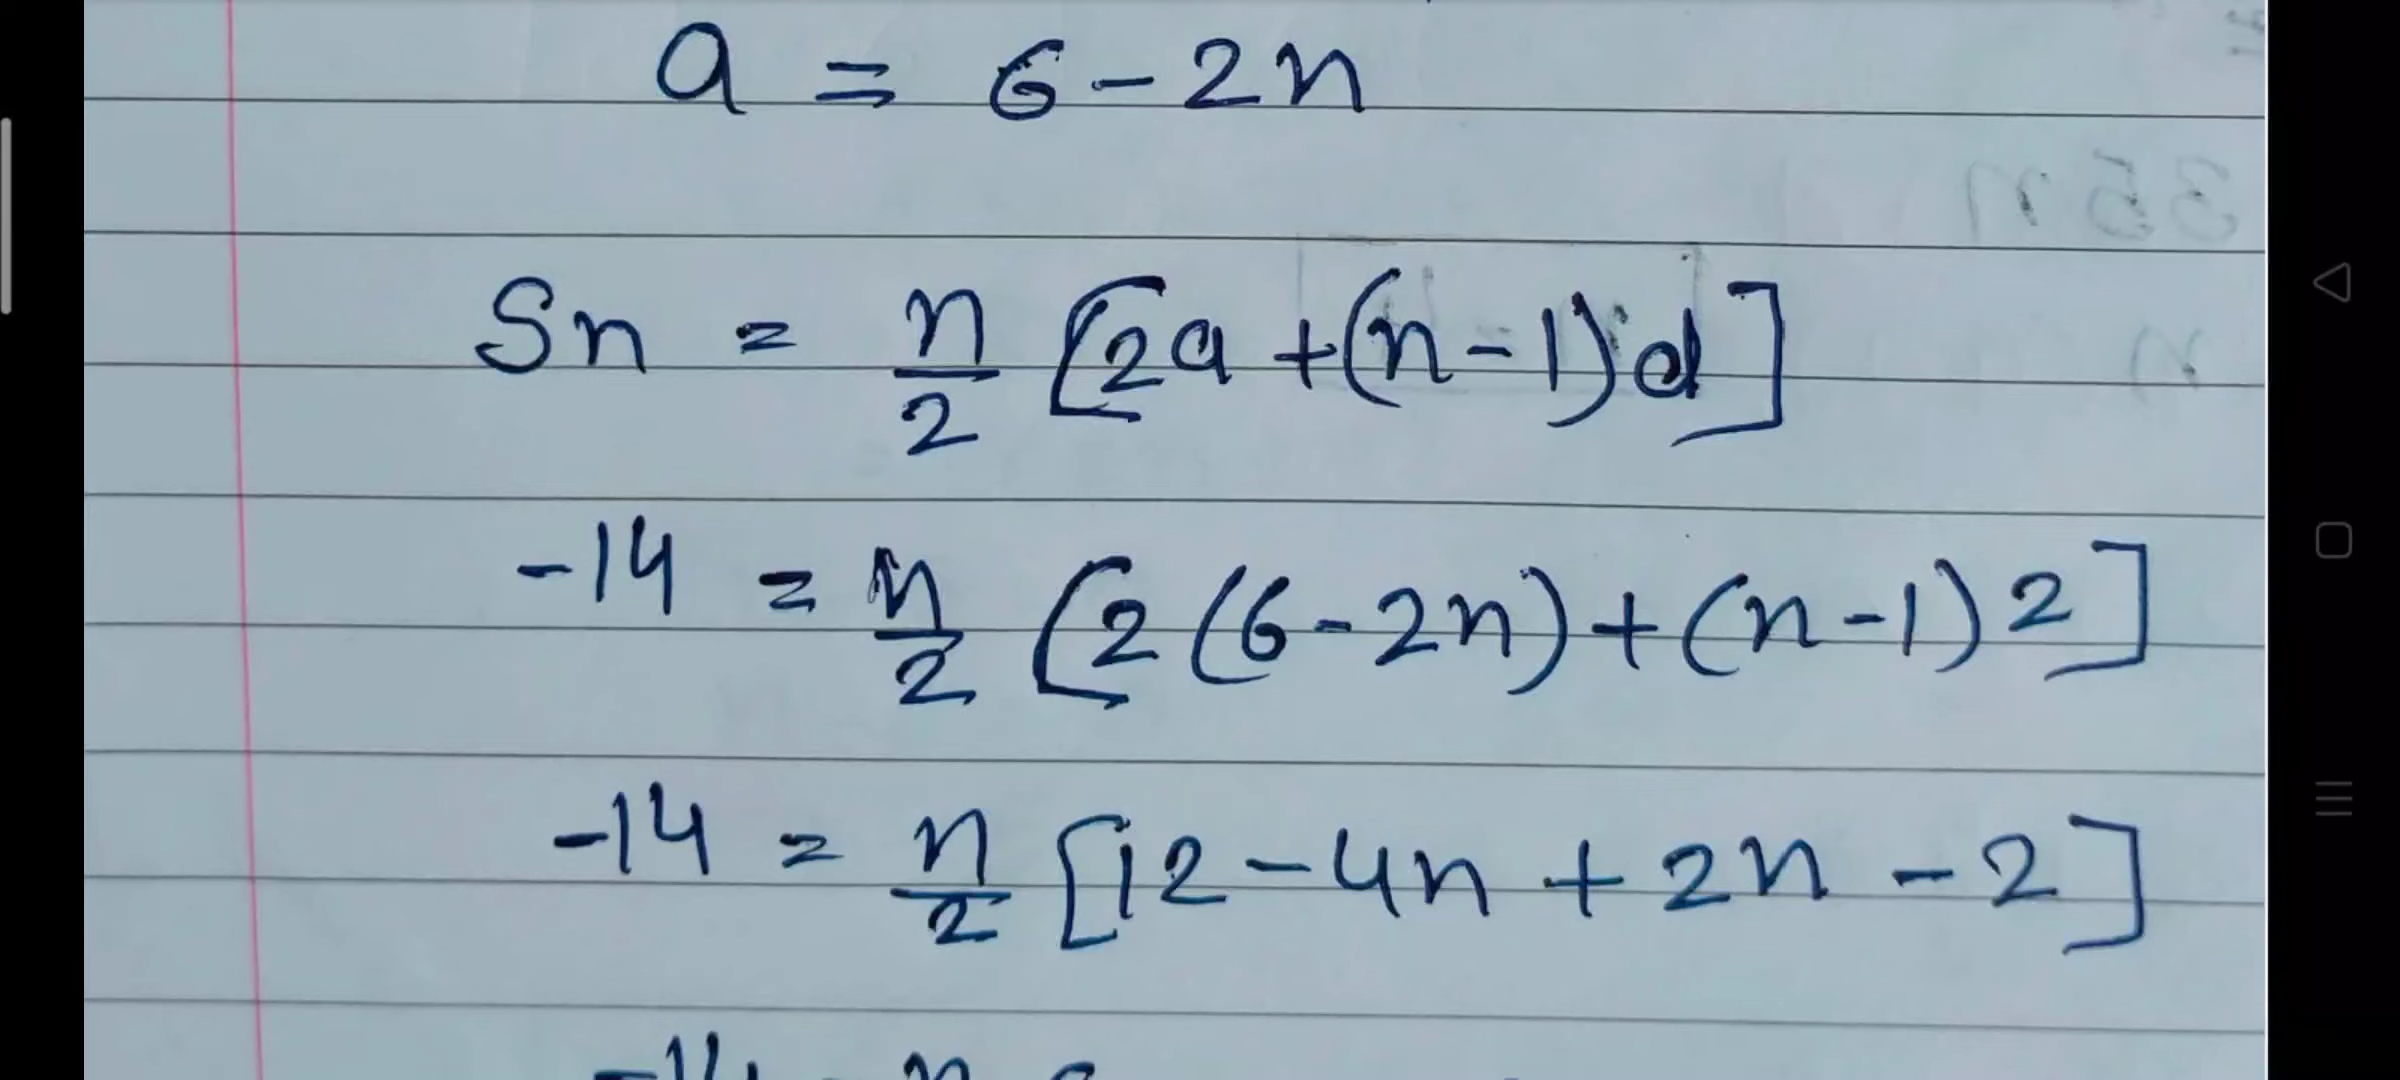 a = 6 - 2n
Sn = n/2 [2a + (n-1)d]
-14 = n/2 [2(6-2n) + (n-1)2]
-14 = n/2 [12 - 4n + 2n - 2]